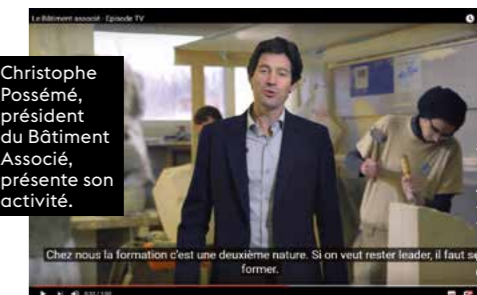 Le Bâtiment associé - Episode TV
Christophe
Possémé,
président
du Bâtiment
Associé,
présente son
activité.
Chez nous la formation c'est une deuxième nature. Si on veut rester leader, il faut se
former.